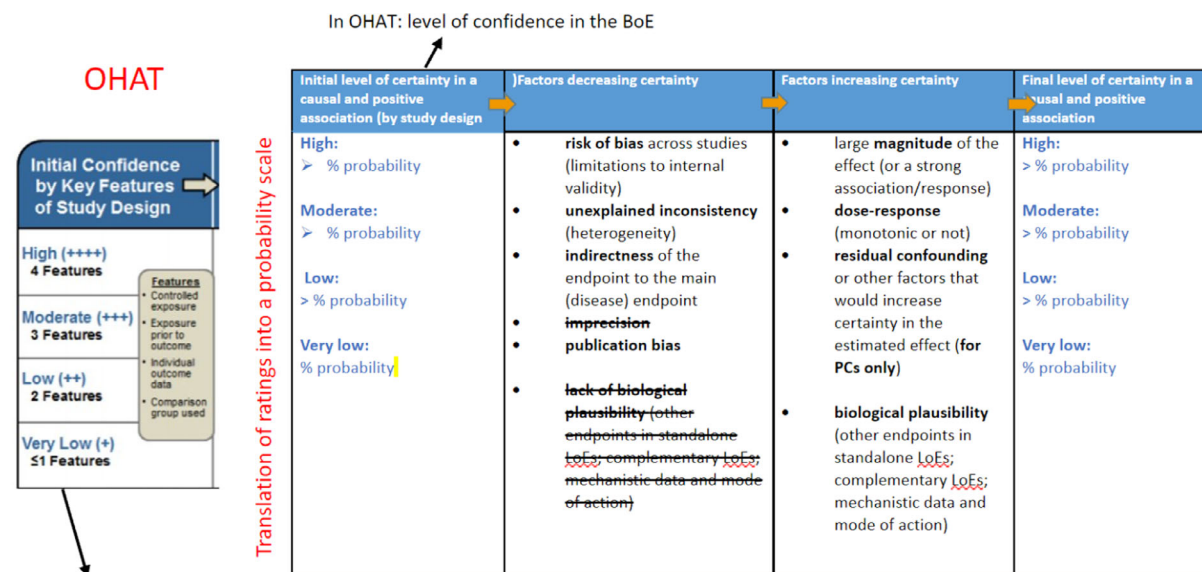 In OHAT: level of confidence in the BoE
OHAT
Initial Confidence
by Key Features
of Study Design
High (++++)
4 Features
Moderate (+++)
3 Features
Low (++)
2 Features
Very Low (+)
≤1 Features
Features
• Controlled
exposure
• Exposure
prior to
outcome
• Individual
outcome
data
• Comparison
group used
Translation of ratings into a probability scale
Initial level of certainty in a
causal and positive
association (by study design
High:
➢ % probability
Moderate:
➢ % probability
Low:
> % probability
Very low:
% probability
)Factors decreasing certainty
• risk of bias across studies
(limitations to internal
validity)
• unexplained inconsistency
(heterogeneity)
• indirectness of the
endpoint to the main
(disease) endpoint
• imprecision
• publication bias
• lack of biological
plausibility (other
endpoints in standalone
LoEs; complementary LoEs;
mechanistic data and mode
of action)
Factors increasing certainty
• large magnitude of the
effect (or a strong
association/response)
• dose-response
(monotonic or not)
• residual confounding
or other factors that
would increase
certainty in the
estimated effect (for
PCs only)
• biological plausibility
(other endpoints in
standalone LoEs;
complementary LoEs;
mechanistic data and
mode of action)
Final level of certainty in a
causal and positive
association
High:
> % probability
Moderate:
> % probability
Low:
> % probability
Very low:
% probability